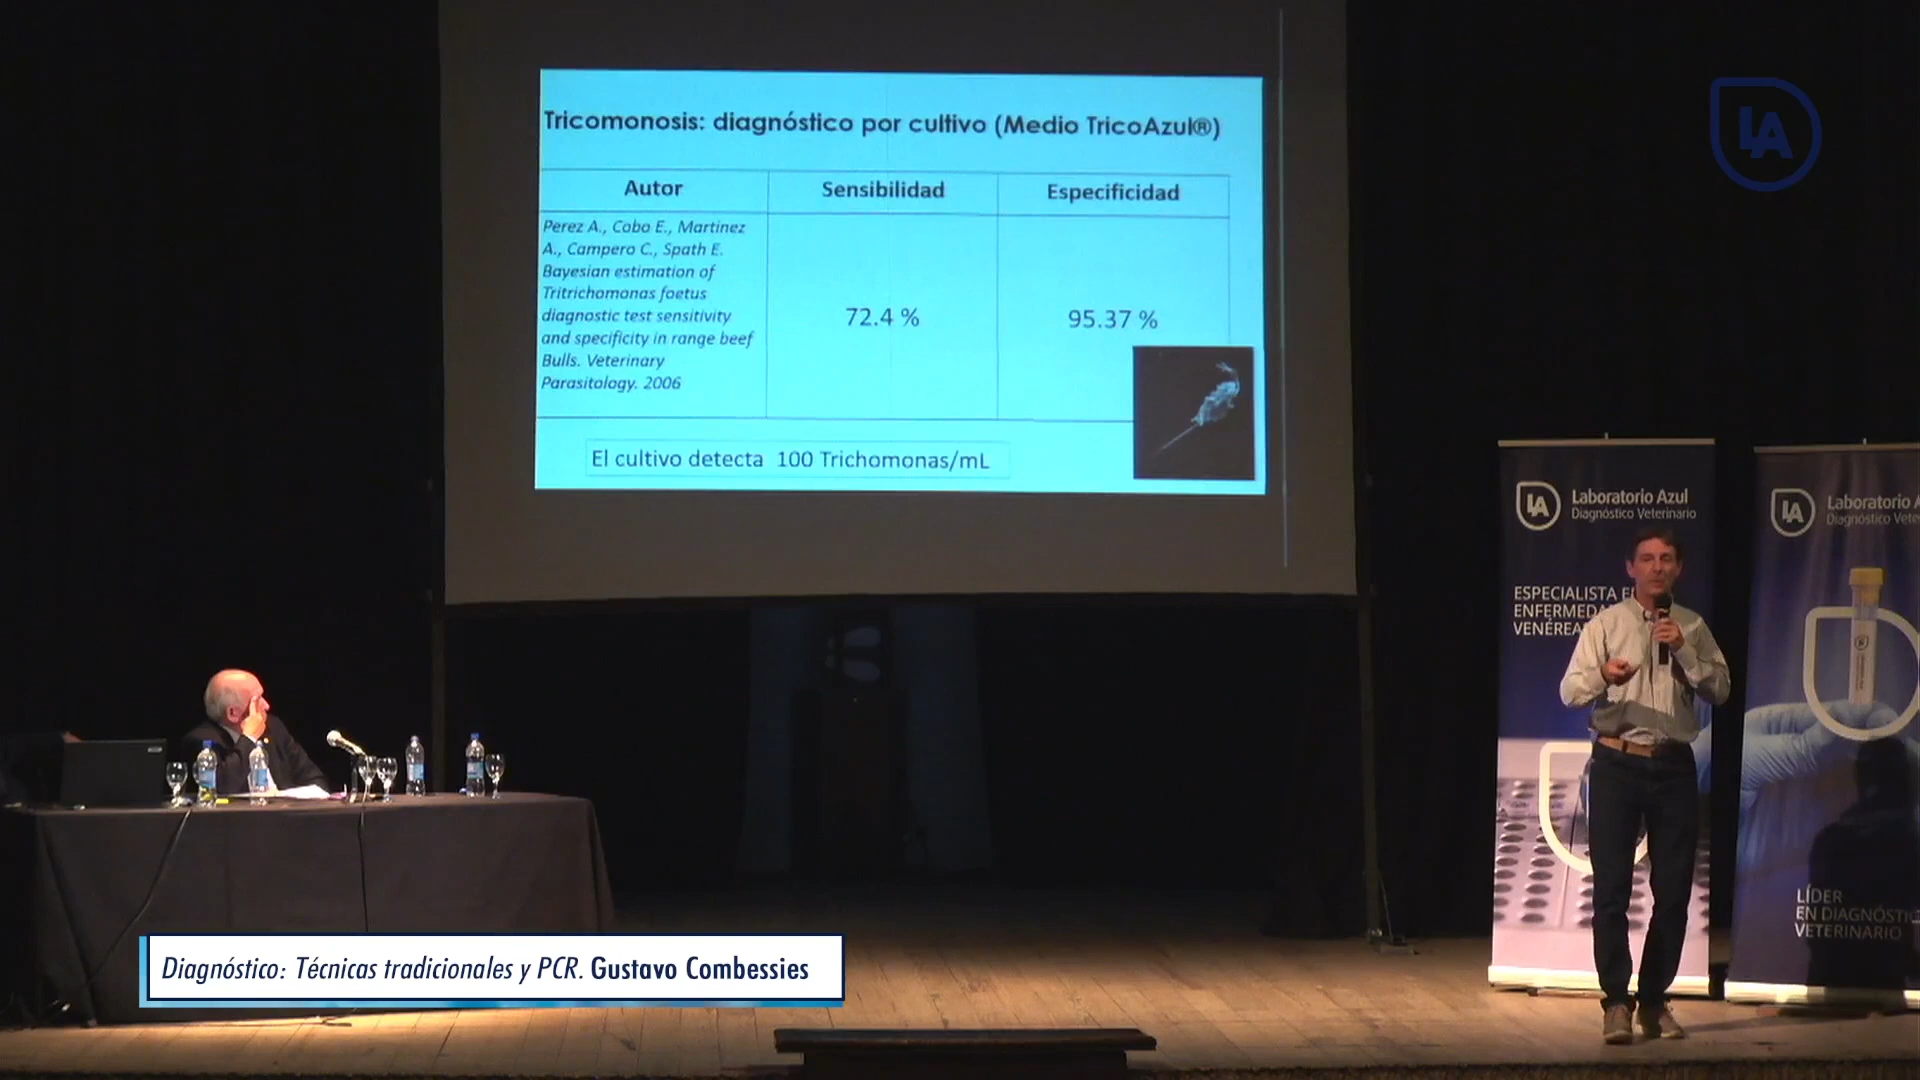 Tricomonosis: diagnóstico por cultivo (Medio TricoAzul®)
Autor
Sensibilidad
Especificidad
Perez A., Cobo E., Martinez
A., Campero C., Spath E.
Bayesian estimation of
Tritrichomonas foetus
diagnostic test sensitivity
and specificity in range beef
Bulls. Veterinary
Parasitology. 2006
72.4 %
95.37 %
El cultivo detecta 100 Trichomonas/mL
LA
LA
Laboratorio Azul
Diagnóstico Veterinario
ESPECIALISTA
VENÉREA
LA
Laboratorio
Diagnóstico
LÍDER
EN DIAGNÓSTIC
VETERINARIO
Diagnóstico: Técnicas tradicionales y PCR. Gustavo Combessies